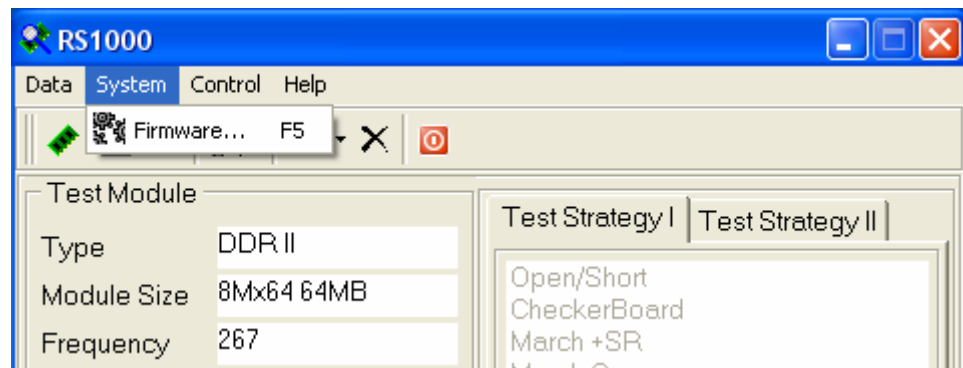 RS1000
Data System Control Help
Firmware... F5
Test Module
Type DDR II
Module Size 8Mx64 64MB
Frequency 267
Test Strategy I Test Strategy II
Open/Short
CheckerBoard
March +SR